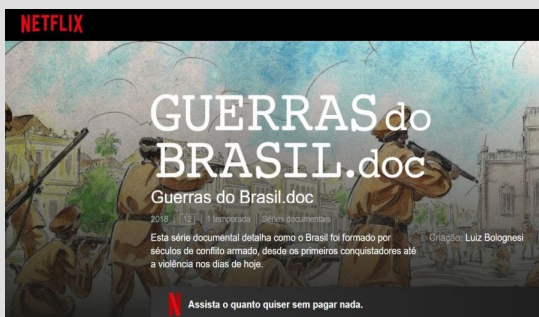 NETFLIX
GUERRAS do
BRASIL.doc
Guerras do Brasil.doc
2018 | 12 | 1 temporada | Séries documentais
Esta série documental detalha como o Brasil foi formado por
séculos de conflito armado, desde os primeiros conquistadores até
a violência nos dias de hoje.
Criação: Luiz Bolognesi
N Assista o quanto quiser sem pagar nada.